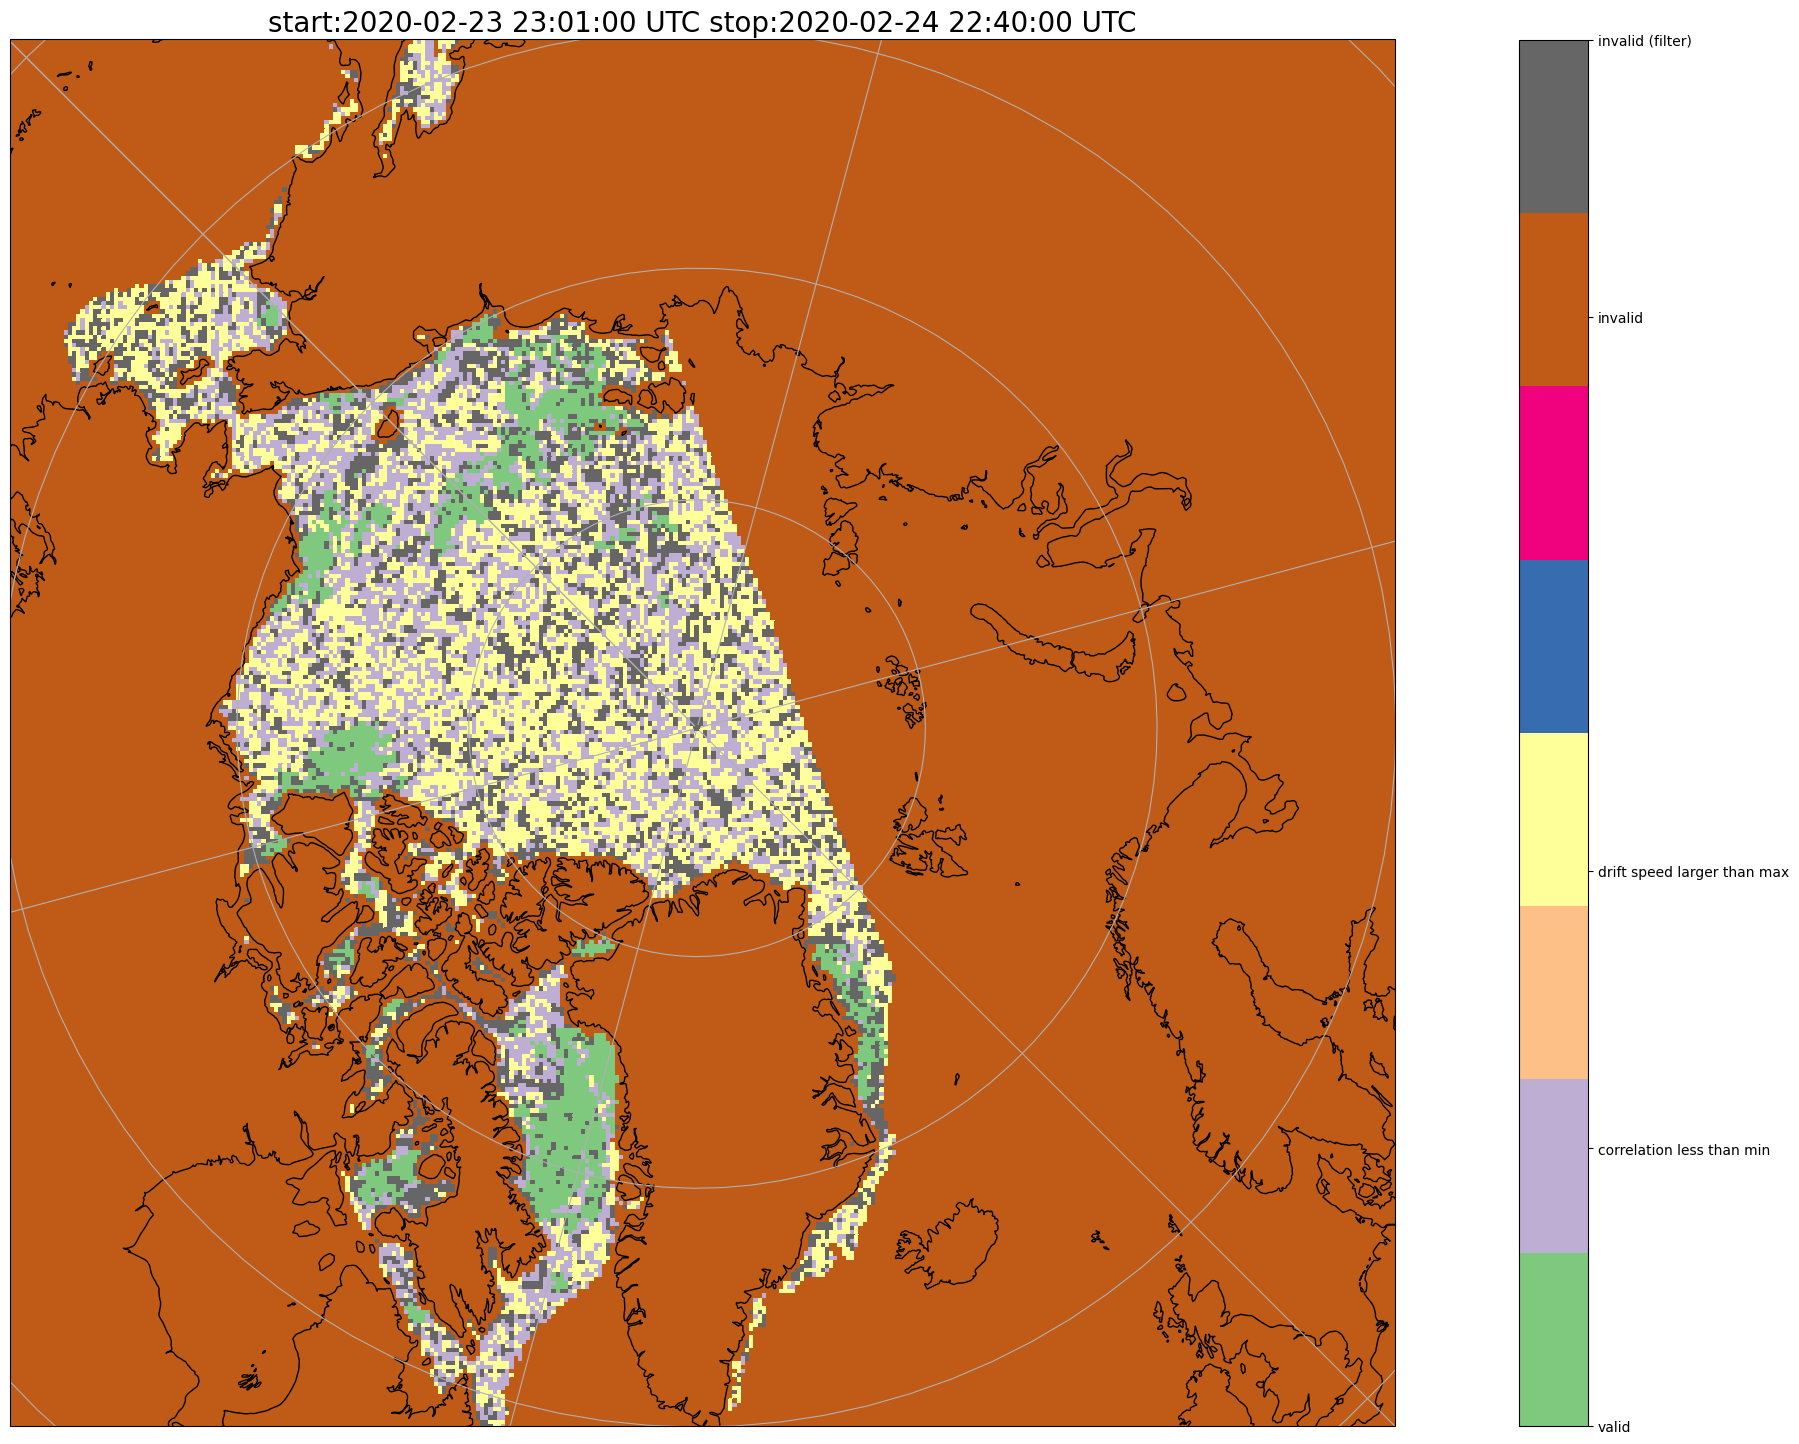 start:2020-02-23 23:01:00 UTC stop:2020-02-24 22:40:00 UTC
invalid (filter)
invalid
drift speed larger than max
correlation less than min
valid